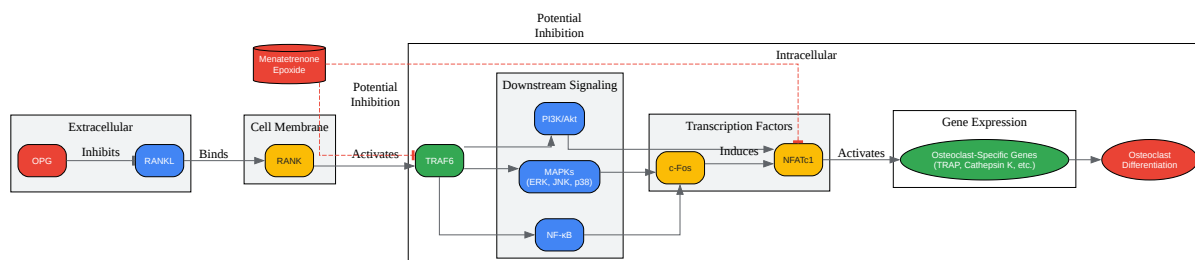 Potential
Inhibition
Menatetrenone
Epoxide
Intracellular
Potential
Inhibition
Downstream Signaling
Extracellular
Cell Membrane
PI3K/Akt
Transcription Factors
Gene Expression
OPG
Inhibits
RANKL
Binds
RANK
Activates
TRAF6
MAPKs
(ERK, JNK, p38)
c-Fos
Induces
NFATc1
Activates
Osteoclast-Specific Genes
(TRAP, Cathepsin K, etc.)
Osteoclast
Differentiation
NF-κB